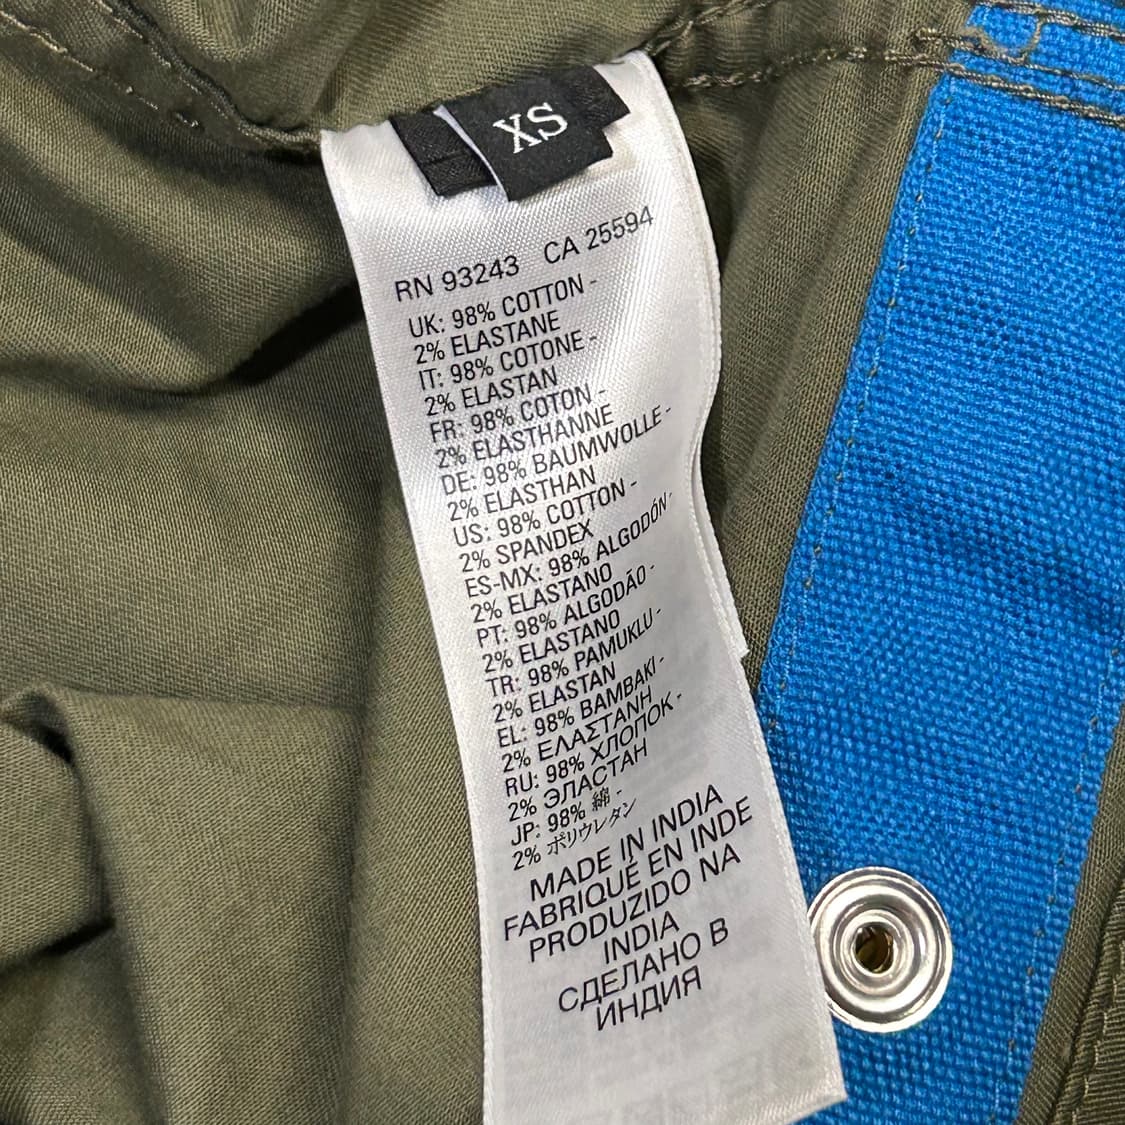 XS
RN 93243 CA 25594
UK: 98% COTTON -
2% ELASTANE
IT: 98% COTONE -
2% ELASTAN
FR: 98% COTON -
2% ELASTHANNE
DE: 98% BAUMWOLLE -
2% ELASTHAN
US: 98% COTTON -
2% SPANDEX
ES-MX: 98% ALGODÓN -
2% ELASTANO
PT: 98% ALGODÃO -
2% ELASTANO
TR: 98% PAMUKLU -
2% ELASTAN
EL: 98% ΒΑΜΒΑΚΙ -
2% ΕΛΑΣΤΑΝΗ
RU: 98% ХЛОПОК -
2% ЭЛАСТАН
JP: 98% 綿 -
2% ポリウレタン
MADE IN INDIA
FABRIQUÉ EN INDE
PRODUZIDO NA
INDIA
СДЕЛАНО В
ИНДИЯ